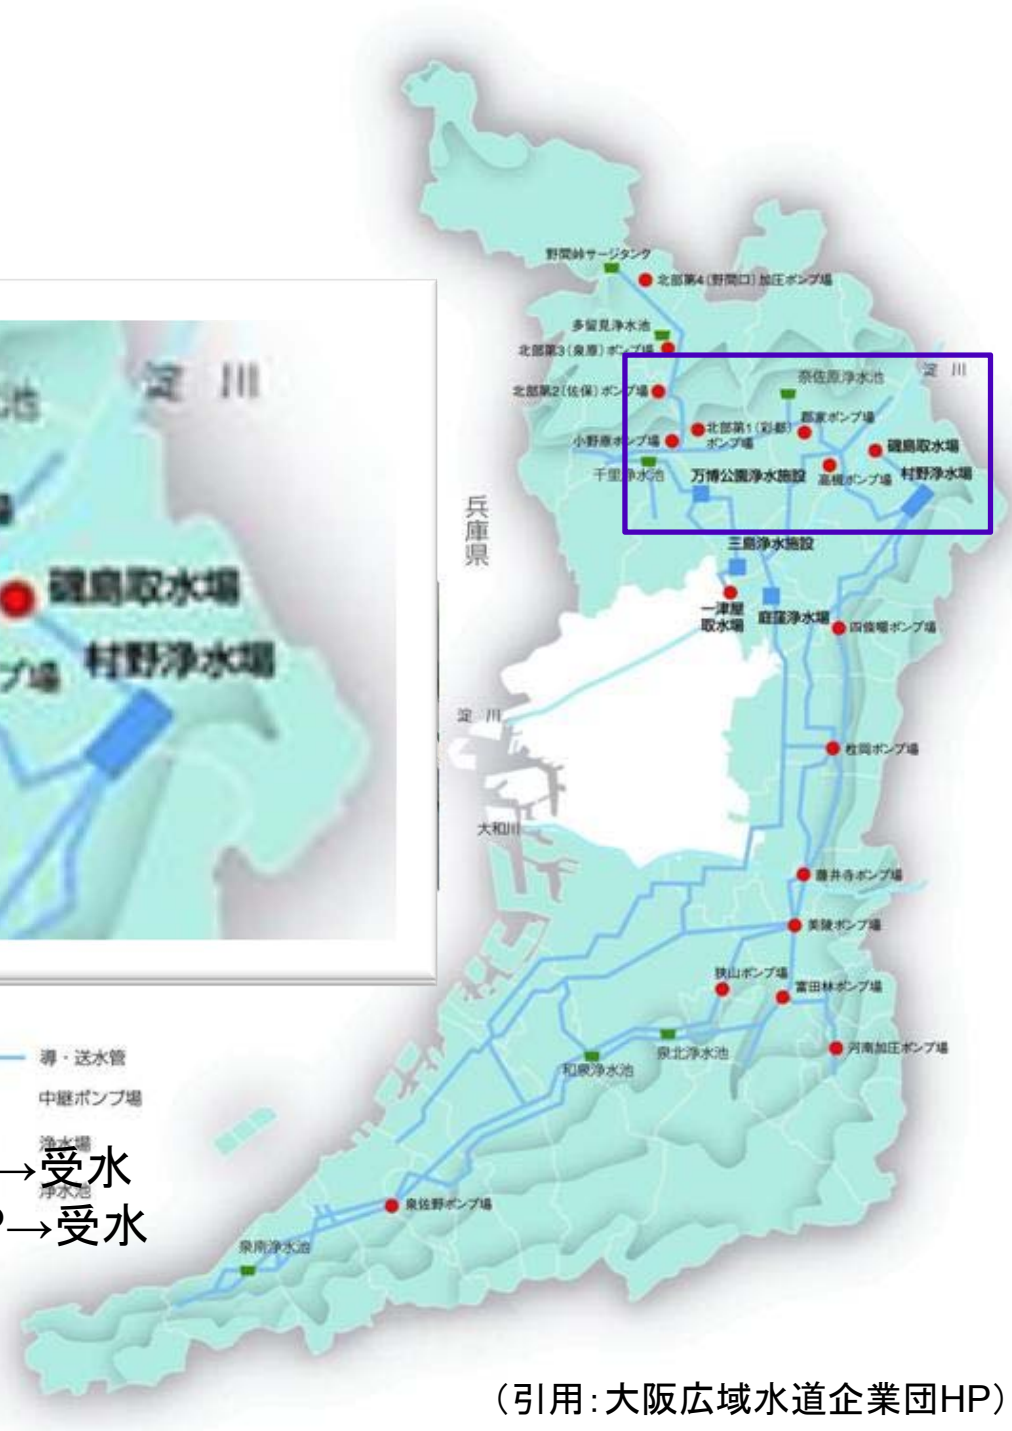 野間峠サージタンク
北部第4(野間口)加圧ポンプ場
多留見浄水池
北部第3(泉原)ポンプ場
北部第2(佐保)ポンプ場
淀 川
奈佐原浄水池
郡家ポンプ場
北部第1(彩都)
ポンプ場
小野原ポンプ場
磯島取水場
千里浄水池
万博公園浄水施設
高槻ポンプ場
村野浄水場
兵庫県
三島浄水施設
一津屋
取水場
庭窪浄水場
四條畷ポンプ場
淀 川
枚岡ポンプ場
大和川
藤井寺ポンプ場
美陵ポンプ場
狭山ポンプ場
富田林ポンプ場
泉北浄水池
河南加圧ポンプ場
和泉浄水池
泉佐野ポンプ場
泉南浄水池
淀 川
池
磯島取水場
プ場
村野浄水場
導・送水管
中継ポンプ場
浄水場
→受水
浄水池
P→受水
(引用:大阪広域水道企業団HP)